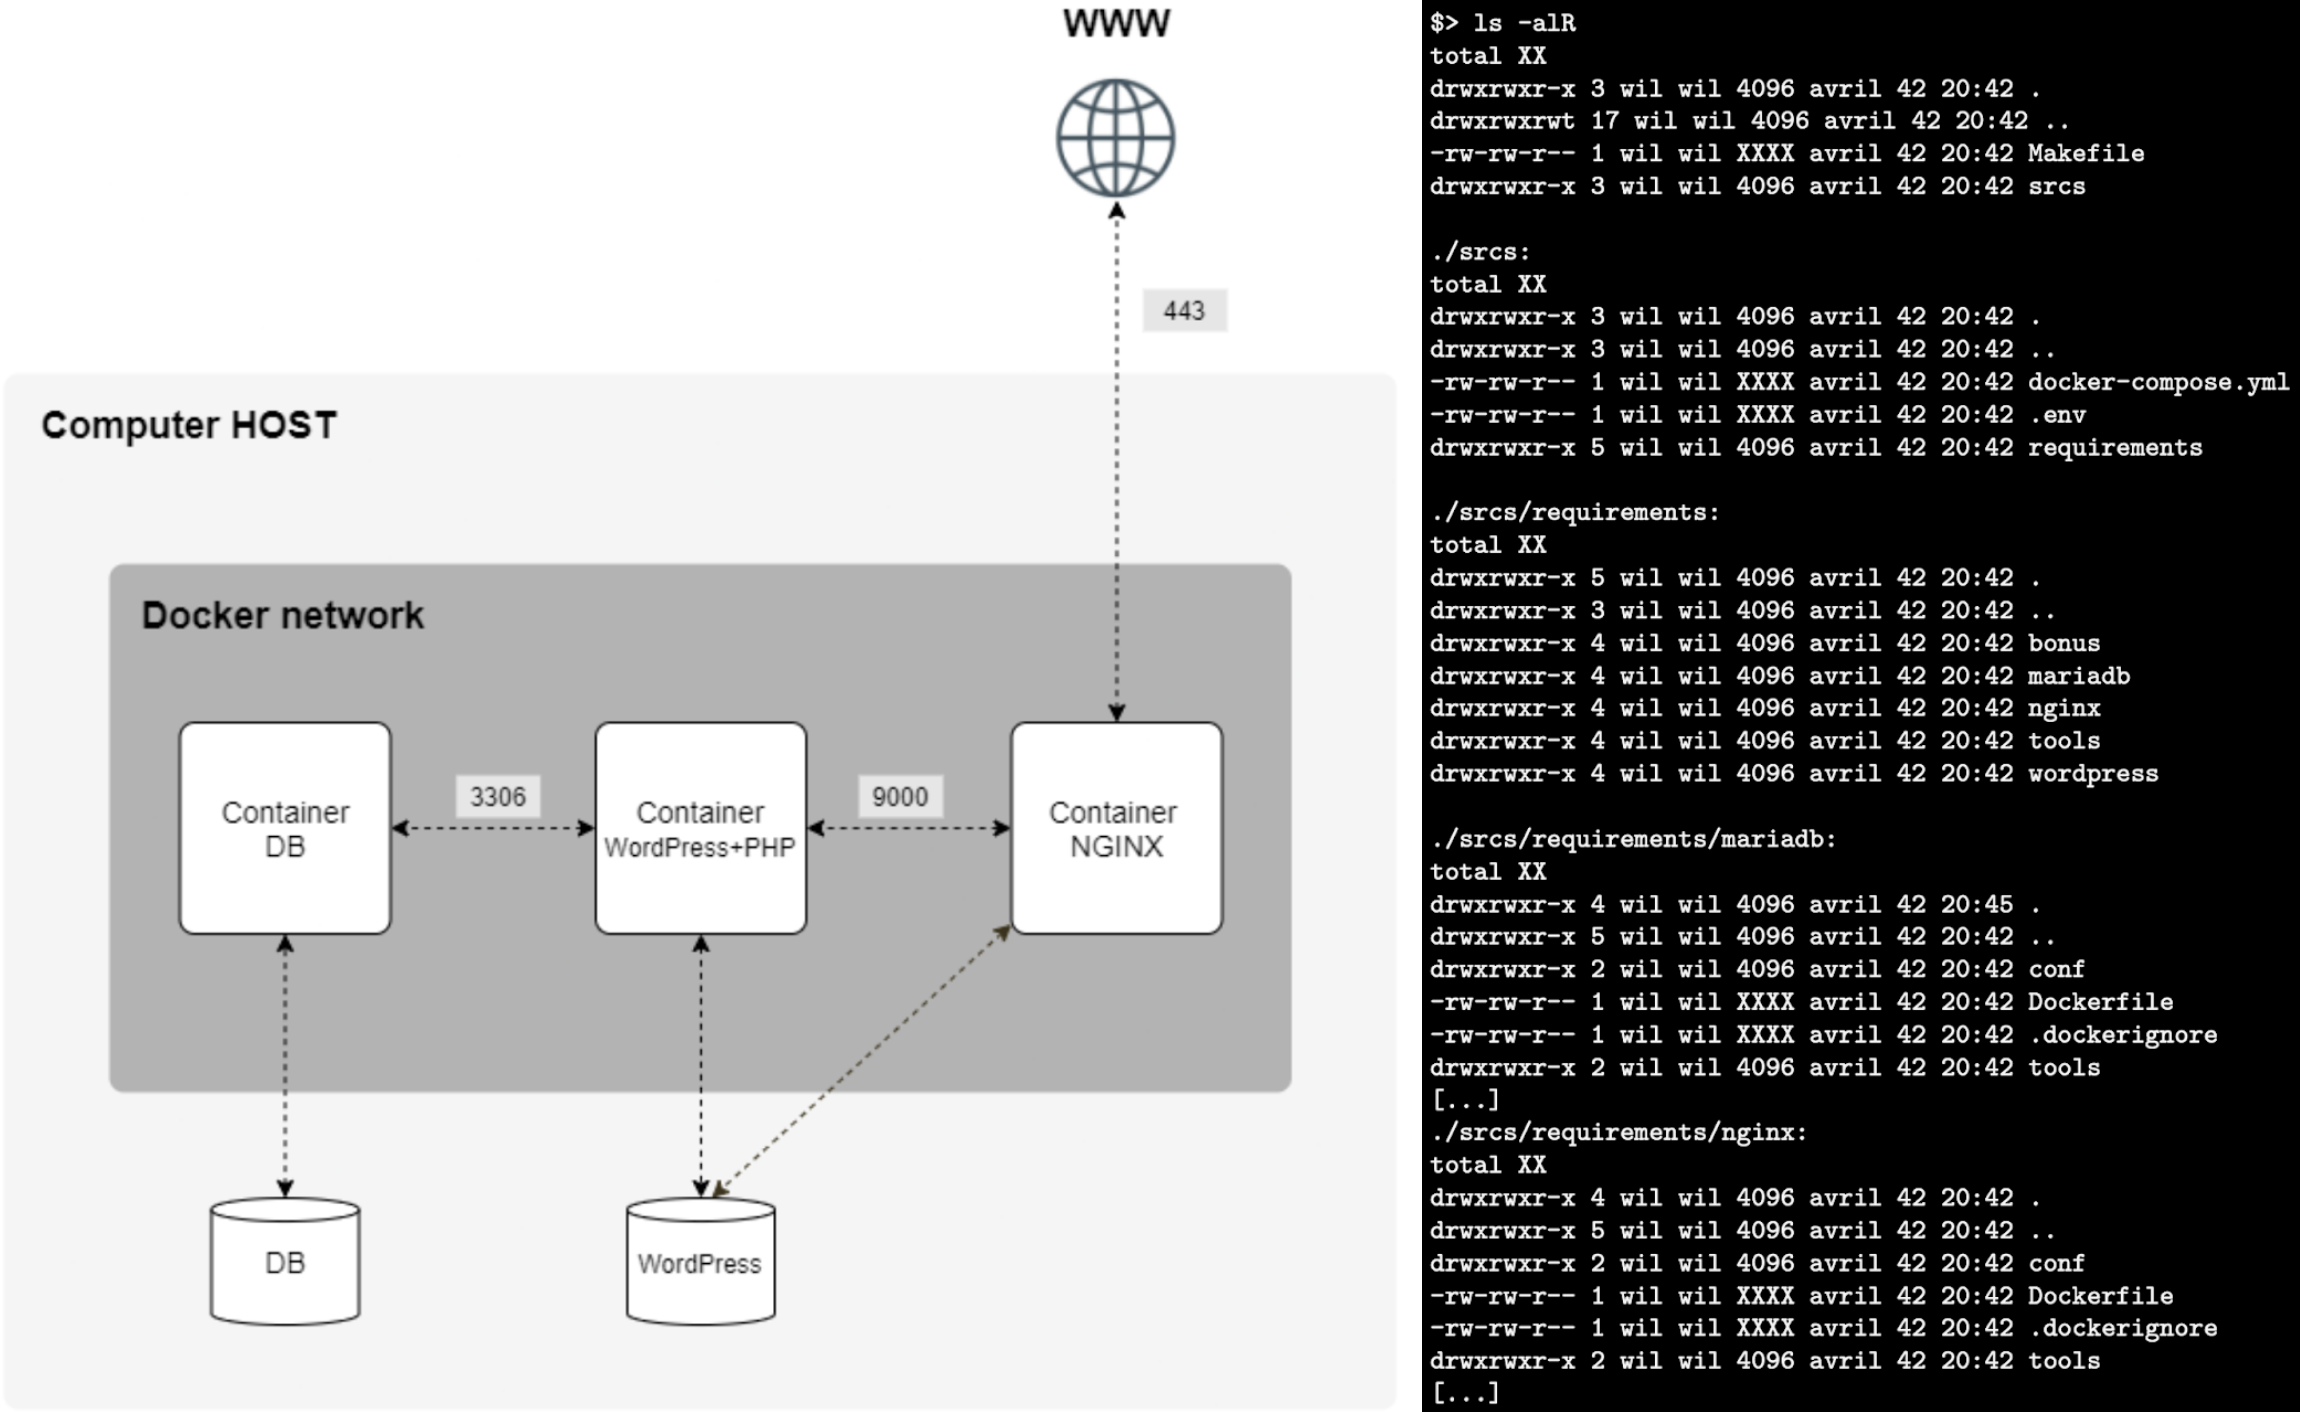 WWW
443
Computer HOST
Docker network
Container
DB
3306
Container
WordPress+PHP
9000
Container
NGINX
DB
WordPress
$> ls -alR
total XX
drwxrwxr-x 3 wil wil 4096 avril 42 20:42 .
drwxrwxrwt 17 wil wil 4096 avril 42 20:42 ..
-rw-rw-r-- 1 wil wil XXXX avril 42 20:42 Makefile
drwxrwxr-x 3 wil wil 4096 avril 42 20:42 srcs
./srcs:
total XX
drwxrwxr-x 3 wil wil 4096 avril 42 20:42 .
drwxrwxr-x 3 wil wil 4096 avril 42 20:42 ..
-rw-rw-r-- 1 wil wil XXXX avril 42 20:42 docker-compose.yml
-rw-rw-r-- 1 wil wil XXXX avril 42 20:42 .env
drwxrwxr-x 5 wil wil 4096 avril 42 20:42 requirements
./srcs/requirements:
total XX
drwxrwxr-x 5 wil wil 4096 avril 42 20:42 .
drwxrwxr-x 3 wil wil 4096 avril 42 20:42 ..
drwxrwxr-x 4 wil wil 4096 avril 42 20:42 bonus
drwxrwxr-x 4 wil wil 4096 avril 42 20:42 mariadb
drwxrwxr-x 4 wil wil 4096 avril 42 20:42 nginx
drwxrwxr-x 4 wil wil 4096 avril 42 20:42 tools
drwxrwxr-x 4 wil wil 4096 avril 42 20:42 wordpress
./srcs/requirements/mariadb:
total XX
drwxrwxr-x 4 wil wil 4096 avril 42 20:45 .
drwxrwxr-x 5 wil wil 4096 avril 42 20:42 ..
drwxrwxr-x 2 wil wil 4096 avril 42 20:42 conf
-rw-rw-r-- 1 wil wil XXXX avril 42 20:42 Dockerfile
-rw-rw-r-- 1 wil wil XXXX avril 42 20:42 .dockerignore
drwxrwxr-x 2 wil wil 4096 avril 42 20:42 tools
[...]
./srcs/requirements/nginx:
total XX
drwxrwxr-x 4 wil wil 4096 avril 42 20:42 .
drwxrwxr-x 5 wil wil 4096 avril 42 20:42 ..
drwxrwxr-x 2 wil wil 4096 avril 42 20:42 conf
-rw-rw-r-- 1 wil wil XXXX avril 42 20:42 Dockerfile
-rw-rw-r-- 1 wil wil XXXX avril 42 20:42 .dockerignore
drwxrwxr-x 2 wil wil 4096 avril 42 20:42 tools
[...]